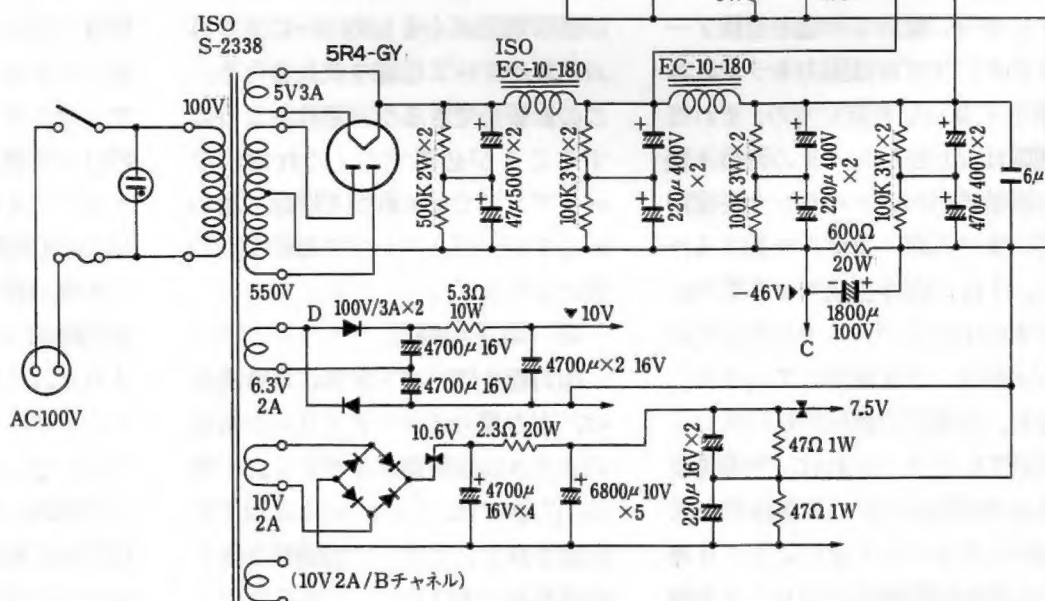 ISO
S-2338
5R4-GY
ISO
EC-10-180
EC-10-180
100V
5V3A
500K 2W×2
47μ500V×2
100K 3W×2
220μ 400V
×2
100K 3W×2
220μ 400V
×2
100K 3W×2
470μ 400V×2
6μ
600Ω
20W
-46V
1800μ
100V
C
550V
D
100V/3A×2
5.3Ω
10W
10V
4700μ 16V
4700μ×2 16V
4700μ 16V
6.3V
2A
AC100V
10.6V
2.3Ω 20W
7.5V
10V
2A
4700μ
16V×4
6800μ 10V
×5
220μ 16V×2
47Ω 1W
47Ω 1W
(10V 2A/Bチャネル)